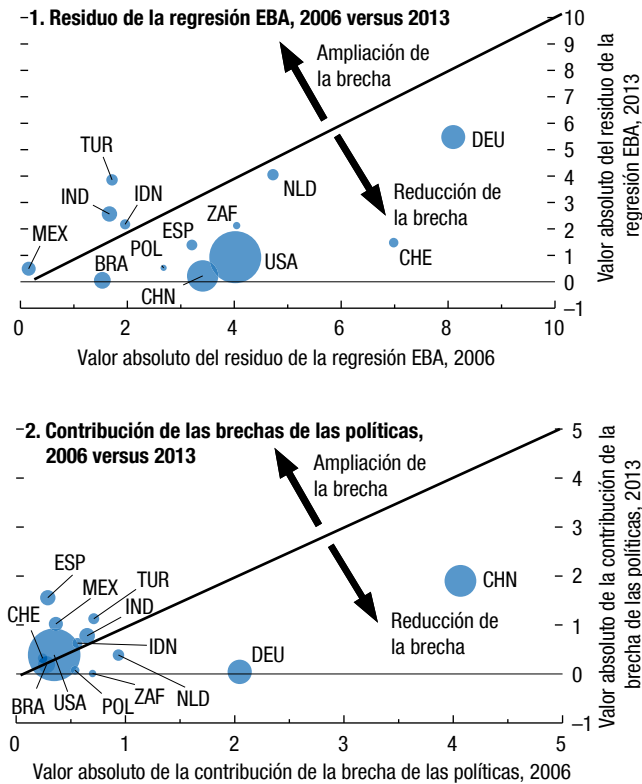 1. Residuo de la regresión EBA, 2006 versus 2013
Ampliación de
la brecha
Reducción de
la brecha
TUR
IND
IDN
MEX
BRA
POL
ESP
ZAF
CHN
USA
NLD
CHE
DEU
10
9
8
7
6
5
4
3
2
1
0
–1
Valor absoluto del residuo de la
regresión EBA, 2013
0
2
4
6
8
10
Valor absoluto del residuo de la regresión EBA, 2006
2. Contribución de las brechas de las políticas,
2006 versus 2013
Ampliación de
la brecha
Reducción de
la brecha
ESP
MEX
TUR
IND
CHE
IDN
BRA
USA
POL
ZAF
NLD
DEU
CHN
5
4
3
2
1
0
–1
Valor absoluto de la contribución de la
brecha de las políticas, 2013
0
1
2
3
4
5
Valor absoluto de la contribución de la brecha de las políticas, 2006